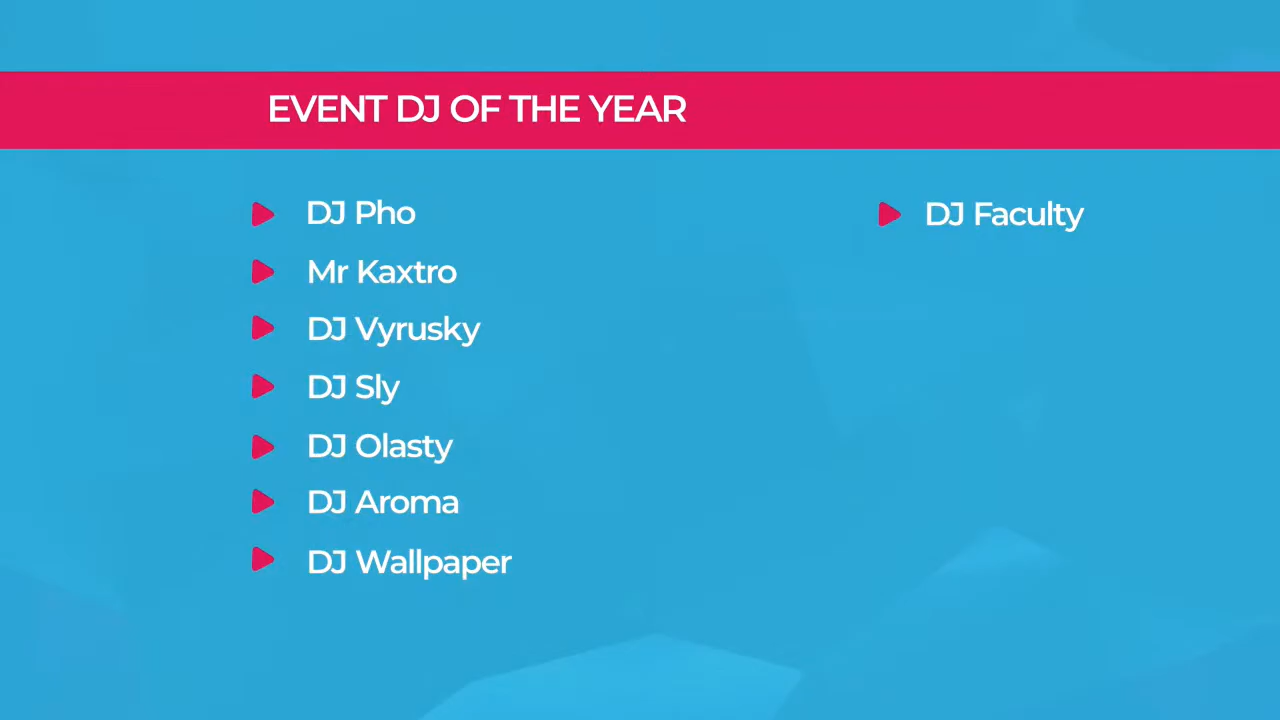 EVENT DJ OF THE YEAR
DJ Pho
Mr Kaxtro
DJ Vyrusky
DJ Sly
DJ Olasty
DJ Aroma
DJ Wallpaper
DJ Faculty